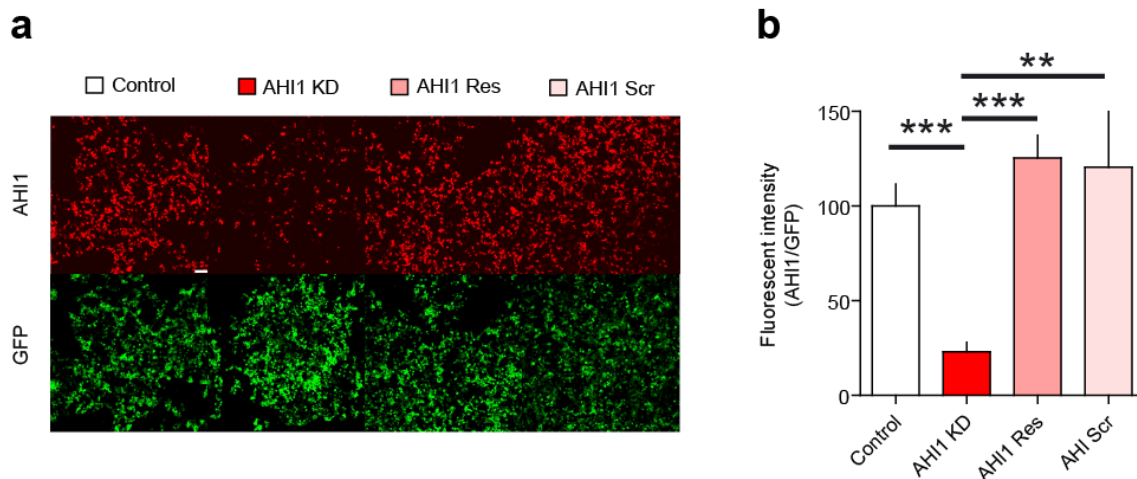 a
Control AHI1 KD AHI1 Res AHI1 Scr
AHI1
GFP
b
**
***
***
Fluorescent intensity
(AHI1/GFP)
150
100
50
0
Control
AHI1 KD
AHI1 Res
AHI Scr